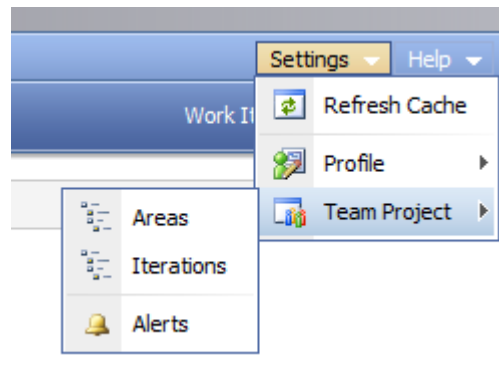 Settings Help
Work It
Refresh Cache
Profile
Team Project
Areas
Iterations
Alerts